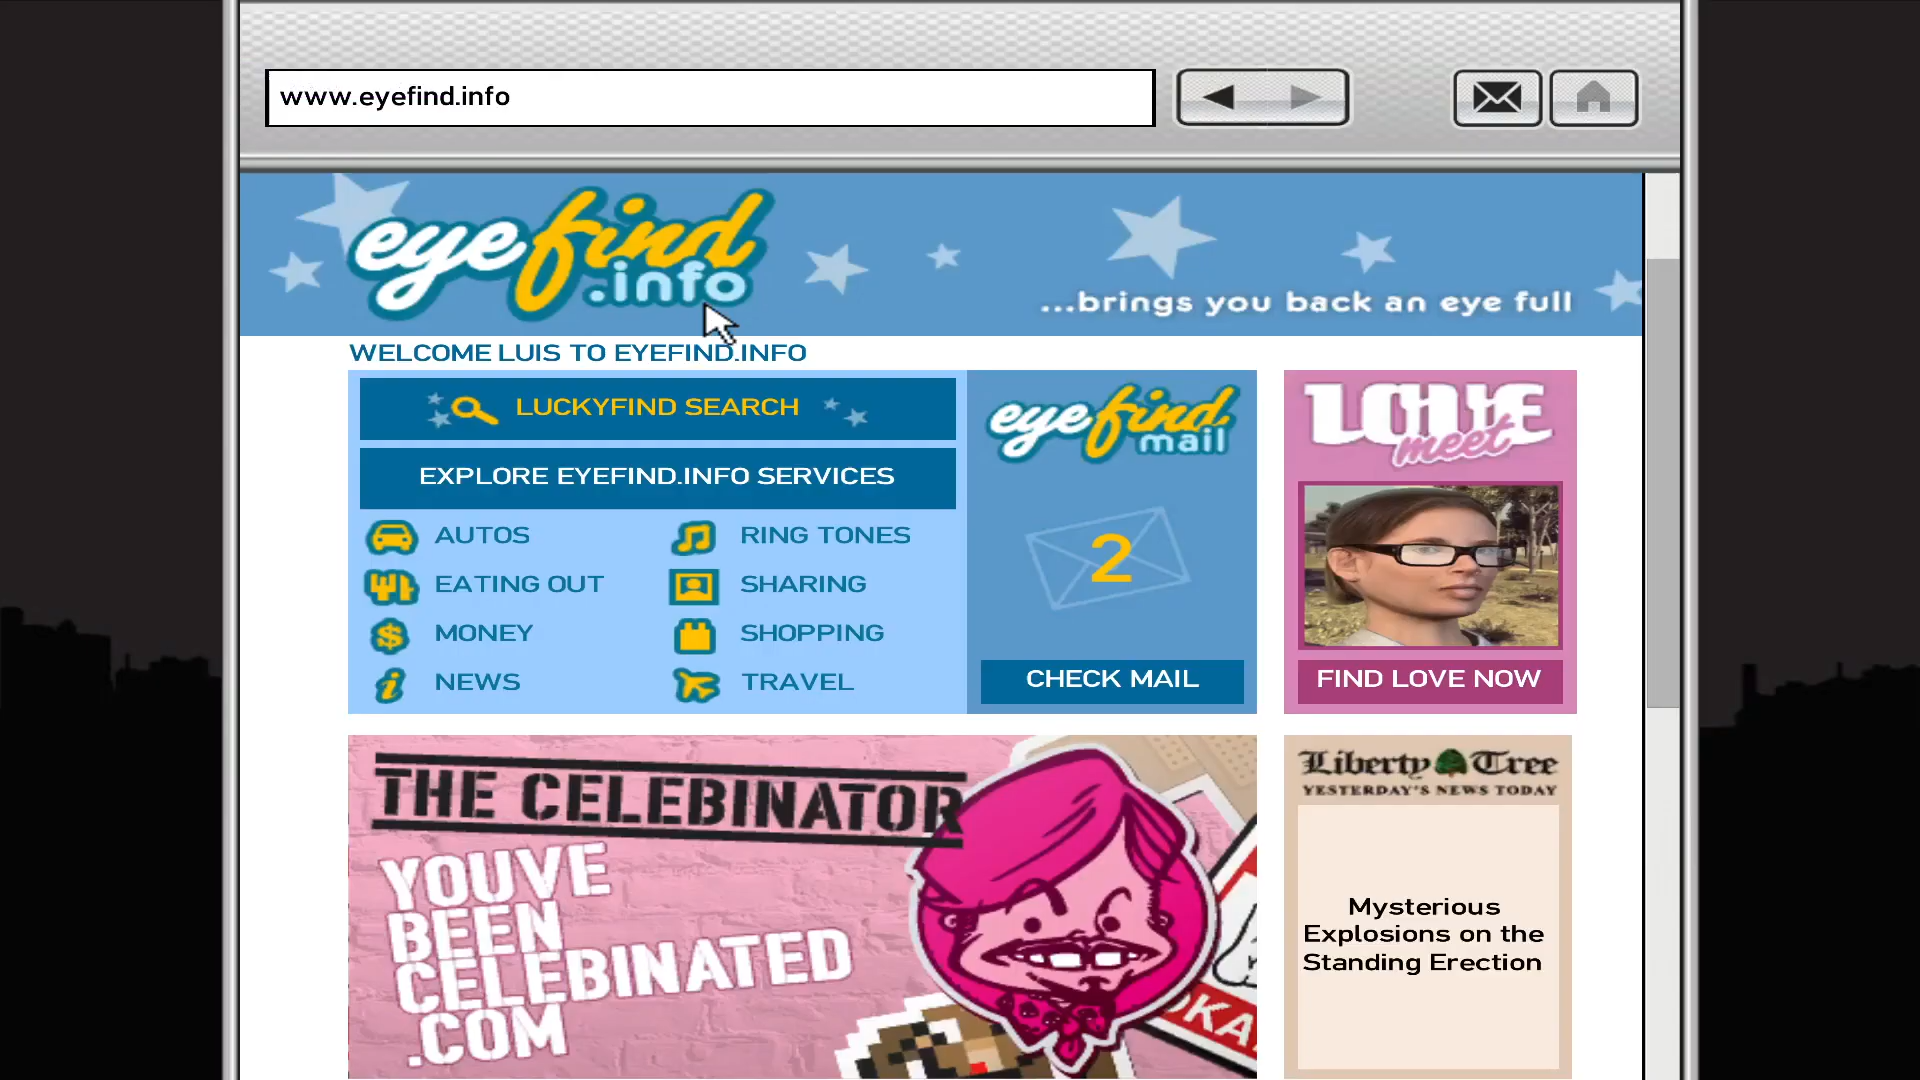 www.eyefind.info
eyefind
.info
...brings you back an eye full
WELCOME LUIS TO EYEFIND.INFO
LUCKYFIND SEARCH
EXPLORE EYEFIND.INFO SERVICES
AUTOS
RING TONES
EATING OUT
SHARING
MONEY
SHOPPING
NEWS
TRAVEL
eyefind
mail
2
CHECK MAIL
LOVE
meet
FIND LOVE NOW
THE CELEBINATOR
YOUVE
BEEN
CELEBINATED
.COM
Liberty Tree
YESTERDAY'S NEWS TODAY
Mysterious
Explosions on the
Standing Erection